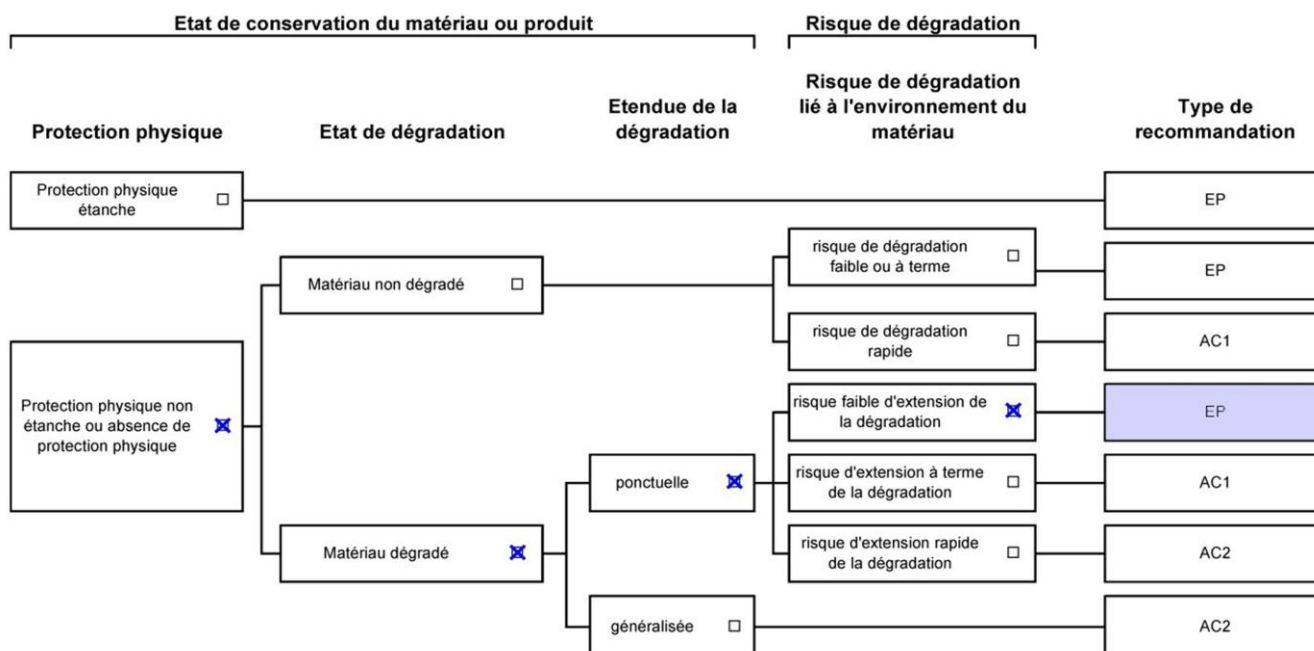 Etat de conservation du matériau ou produit
Risque de dégradation
Protection physique
Etat de dégradation
Etendue de la
dégradation
Risque de dégradation
lié à l'environnement du
matériau
Type de
recommandation
Protection physique
étanche
EP
Matériau non dégradé
risque de dégradation
faible ou à terme
EP
risque de dégradation
rapide
AC1
Protection physique non
étanche ou absence de
protection physique
risque faible d'extension de
la dégradation
EP
ponctuelle
risque d'extension à terme
de la dégradation
AC1
Matériau dégradé
risque d'extension rapide
de la dégradation
AC2
généralisée
AC2